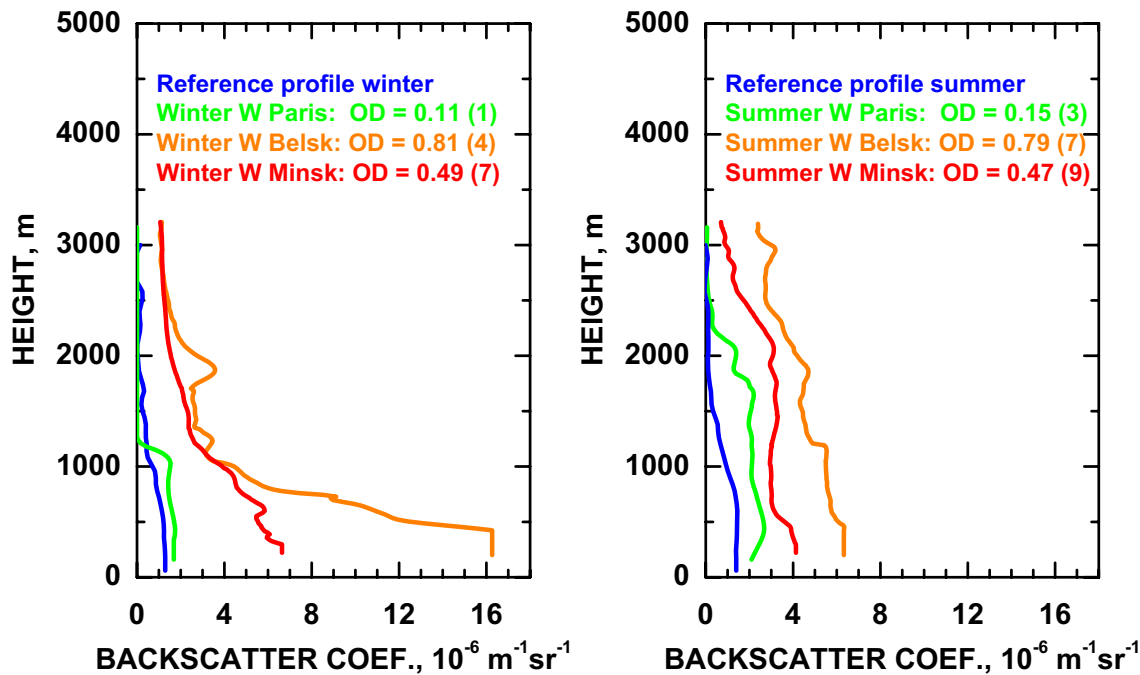 5000
Reference profile winter
Winter W Paris: OD = 0.11 (1)
Winter W Belsk: OD = 0.81 (4)
Winter W Minsk: OD = 0.49 (7)
4000
3000
2000
1000
0
HEIGHT, m
0 4 8 12 16
BACKSCATTER COEF., 10⁻⁶ m⁻¹sr⁻¹
5000
Reference profile summer
Summer W Paris: OD = 0.15 (3)
Summer W Belsk: OD = 0.79 (7)
Summer W Minsk: OD = 0.47 (9)
4000
3000
2000
1000
0
HEIGHT, m
0 4 8 12 16
BACKSCATTER COEF., 10⁻⁶ m⁻¹sr⁻¹